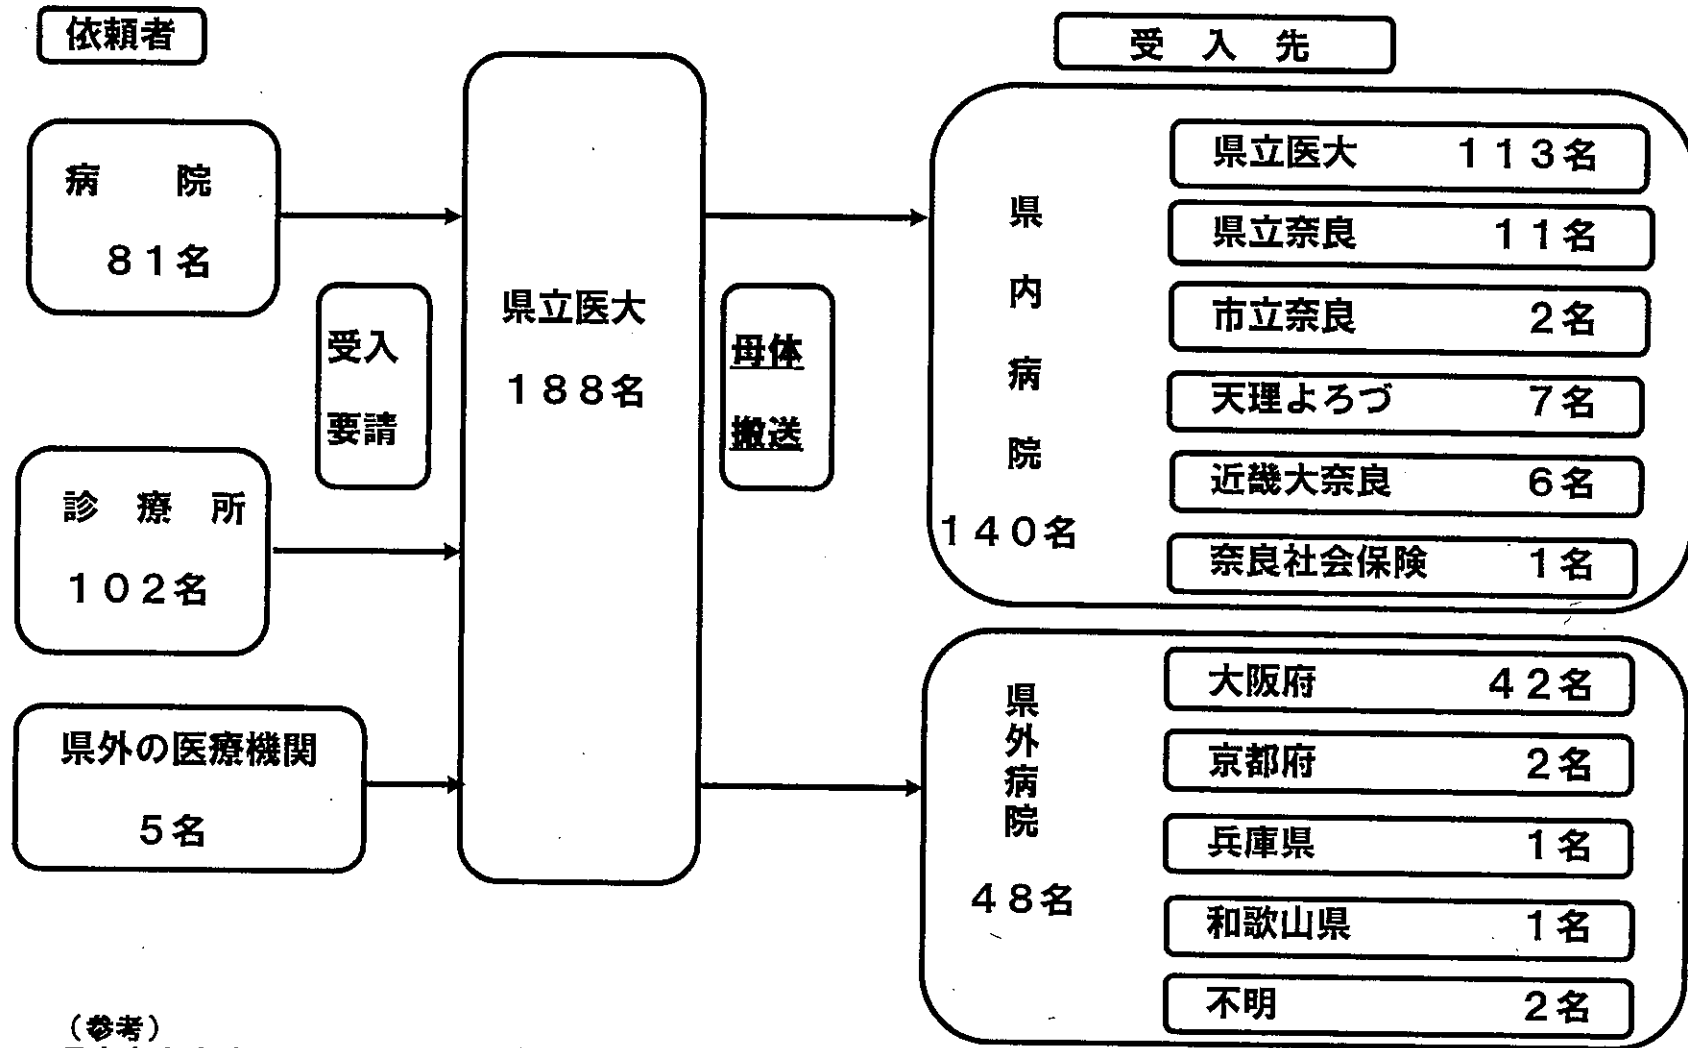 依頼者
病 院
81名
診 療 所
102名
県外の医療機関
5名
受入
要請
県立医大
188名
母体
搬送
受 入 先
県内病院
140名
県立医大 113名
県立奈良 11名
市立奈良 2名
天理よろづ 7名
近畿大奈良 6名
奈良社会保険 1名
県外病院
48名
大阪府 42名
京都府 2名
兵庫県 1名
和歌山県 1名
不明 2名
(参考)